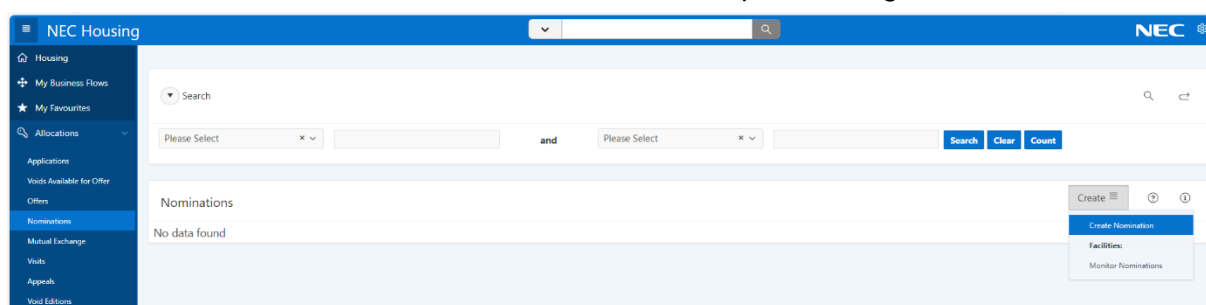 NEC Housing
NEC
Housing
My Business Flows
My Favourites
Allocations
Applications
Voids Available for Offer
Offers
Nominations
Mutual Exchange
Visits
Appeals
Void Editions
Search
Please Select × and Please Select × Search Clear Count
Nominations Create
No data found
Create Nomination
Facilities:
Monitor Nominations